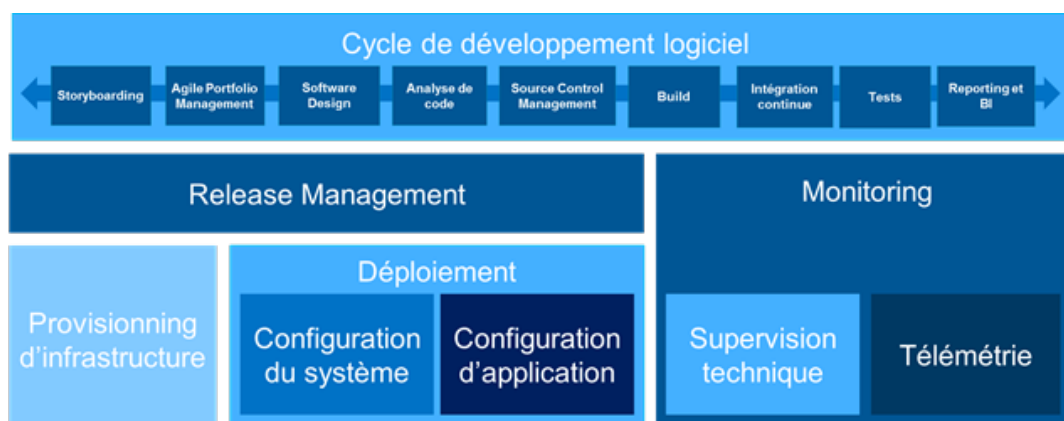 Cycle de développement logiciel
Storyboarding
Agile Portfolio
Management
Software
Design
Analyse de
code
Source Control
Management
Build
Intégration
continue
Tests
Reporting et
BI
Release Management
Monitoring
Provisionning
d'infrastructure
Déploiement
Configuration
du système
Configuration
d'application
Supervision
technique
Télémétrie